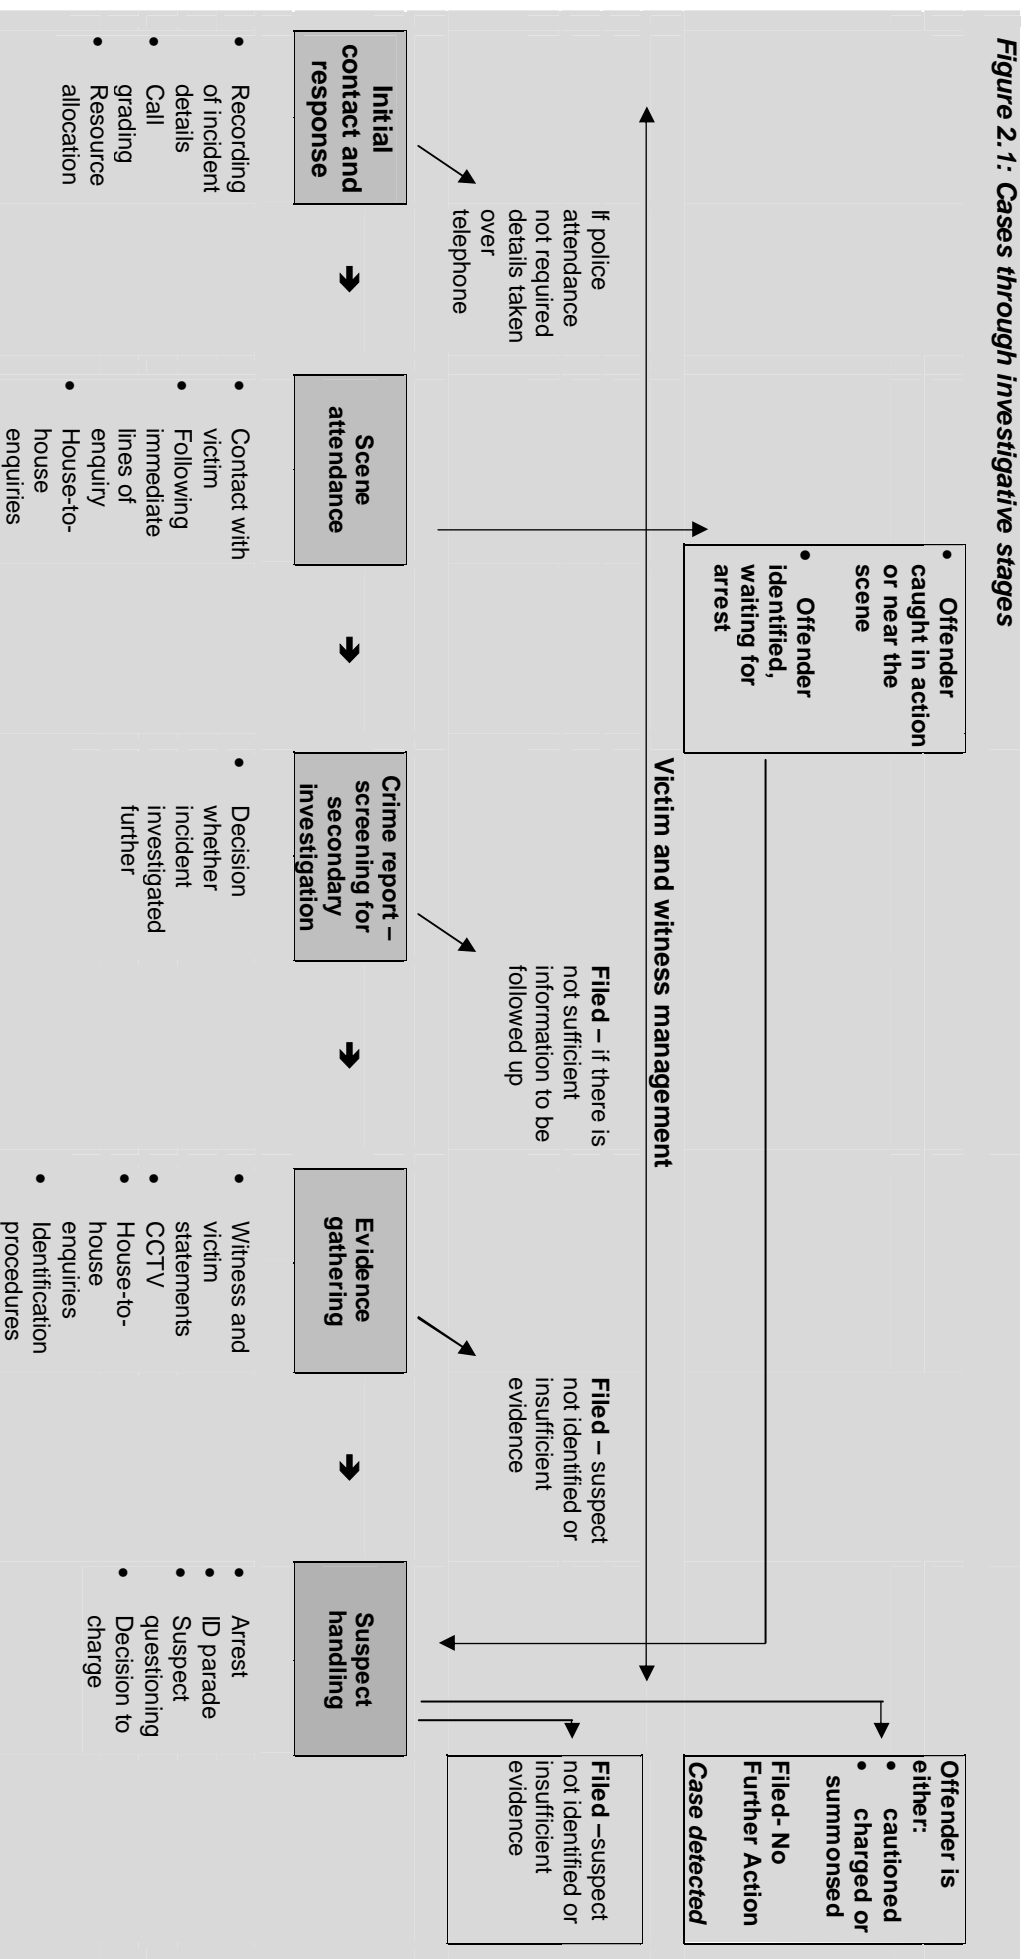 Figure 2.1: Cases through investigative stages
• Offender
caught in action
or near the
scene
• Offender
identified,
waiting for
arrest
Offender is
either:
• cautioned
• charged or
summonsed
Filed- No
Further Action
Case detected
Victim and witness management
If police
attendance
not required
details taken
over
telephone
Filed – if there is
not sufficient
information to be
followed up
Filed – suspect
not identified or
insufficient
evidence
Filed –suspect
not identified or
insufficient
evidence
Initial
contact and
response
Scene
attendance
Crime report –
screening for
secondary
investigation
Evidence
gathering
Suspect
handling
• Recording
of incident
details
• Call
grading
• Resource
allocation
• Contact with
victim
• Following
immediate
lines of
enquiry
• House-to-
house
enquiries
• Decision
whether
incident
investigated
further
• Witness and
victim
statements
• CCTV
• House-to-
house
enquiries
• Identification
procedures
• Arrest
• ID parade
• Suspect
questioning
• Decision to
charge